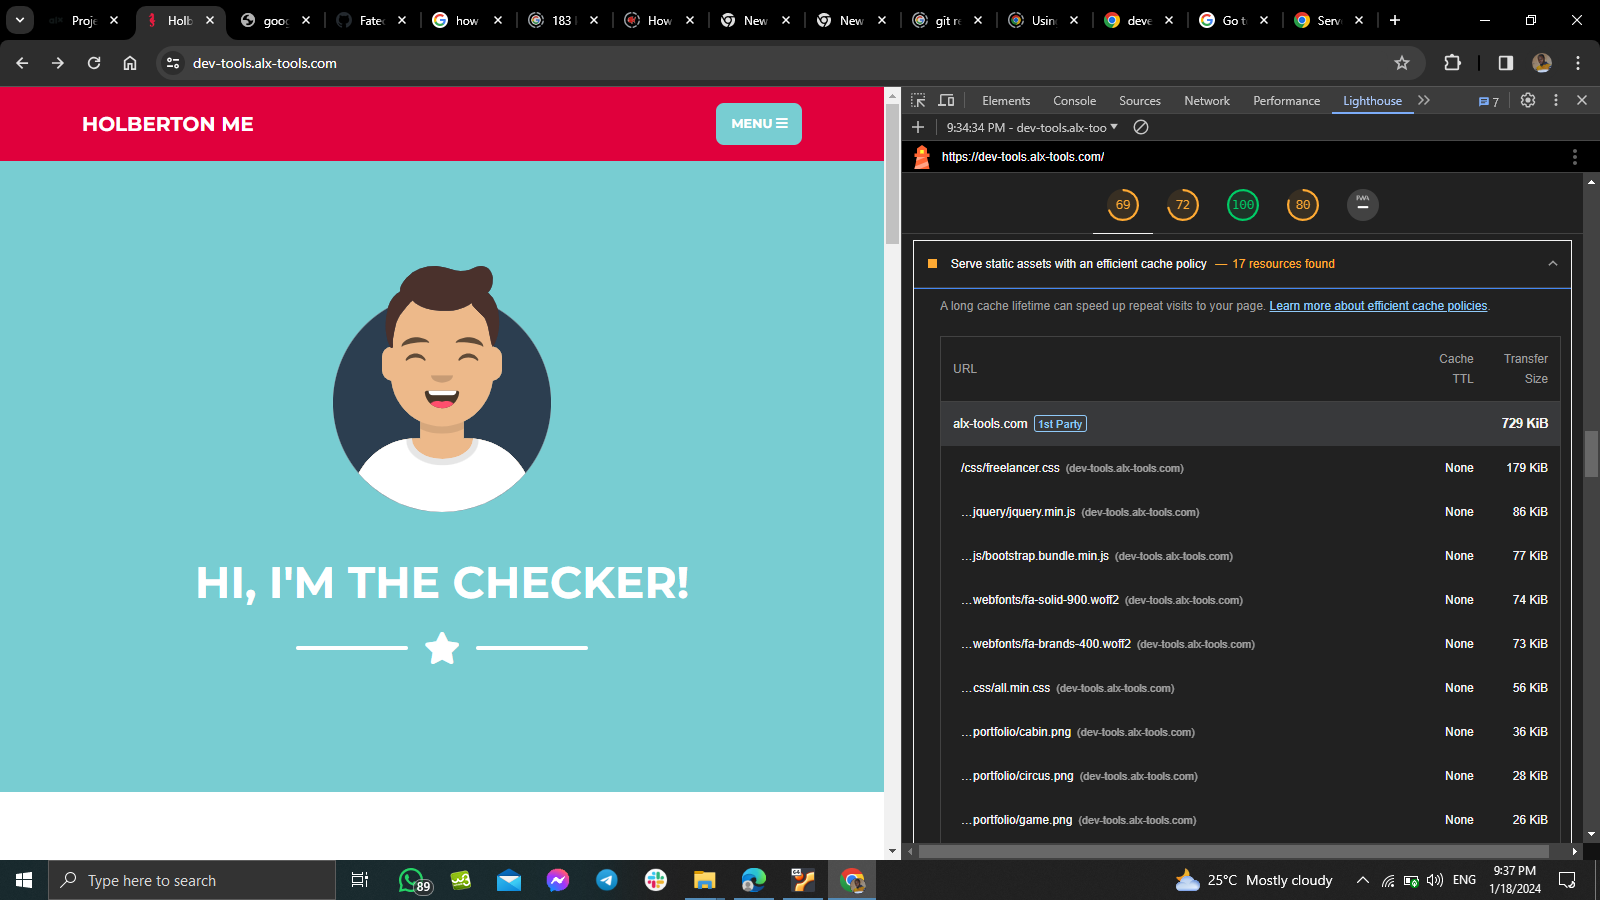 Proje
Holb
goog
Fatec
how
183
How
New
New
git re
Using
deve
Go t
Serv
dev-tools.alx-tools.com
HOLBERTON ME
MENU
HI, I'M THE CHECKER!
Elements Console Sources Network Performance Lighthouse 7
9:34:34 PM - dev-tools.alx-too
https://dev-tools.alx-tools.com/
69 72 100 80 PWA
Serve static assets with an efficient cache policy — 17 resources found
A long cache lifetime can speed up repeat visits to your page. Learn more about efficient cache policies.
URL Cache TTL Transfer Size
alx-tools.com 1st Party 729 KiB
/css/freelancer.css (dev-tools.alx-tools.com) None 179 KiB
…jquery/jquery.min.js (dev-tools.alx-tools.com) None 86 KiB
…js/bootstrap.bundle.min.js (dev-tools.alx-tools.com) None 77 KiB
…webfonts/fa-solid-900.woff2 (dev-tools.alx-tools.com) None 74 KiB
…webfonts/fa-brands-400.woff2 (dev-tools.alx-tools.com) None 73 KiB
…css/all.min.css (dev-tools.alx-tools.com) None 56 KiB
…portfolio/cabin.png (dev-tools.alx-tools.com) None 36 KiB
…portfolio/circus.png (dev-tools.alx-tools.com) None 28 KiB
…portfolio/game.png (dev-tools.alx-tools.com) None 26 KiB
Type here to search
89
25°C Mostly cloudy
ENG
9:37 PM
1/18/2024